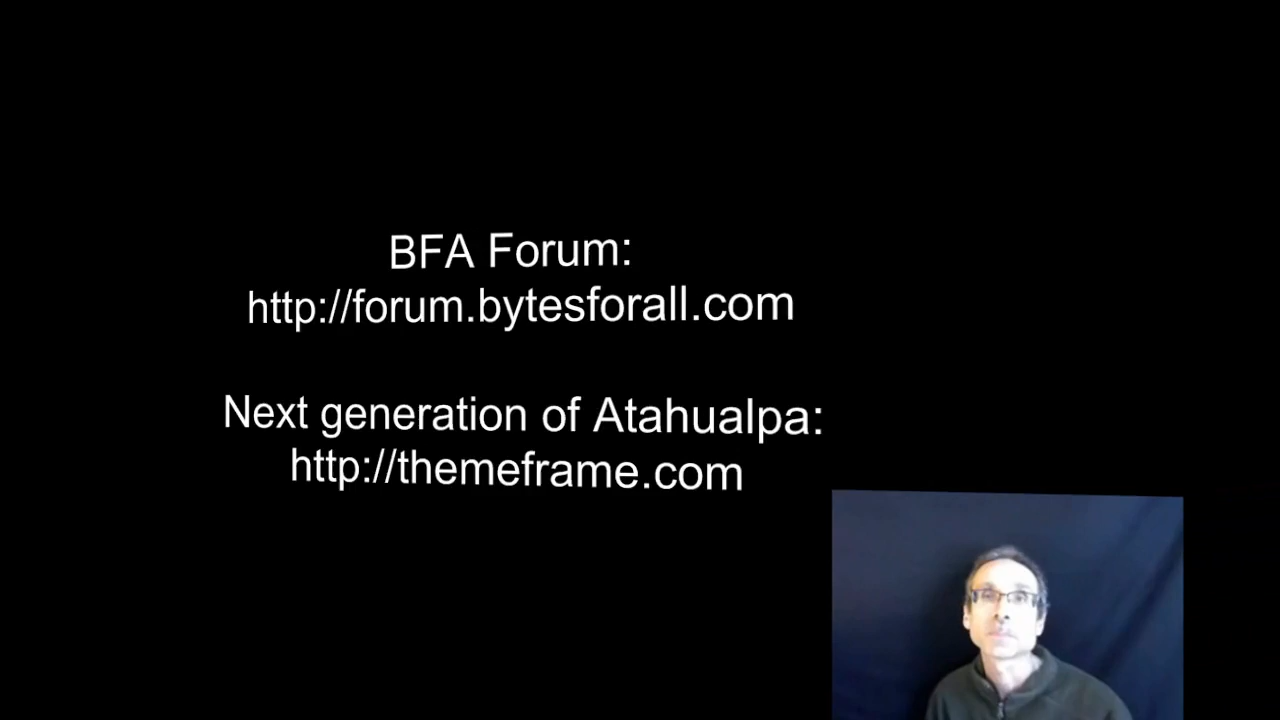 BFA Forum:
http://forum.bytesforall.com
Next generation of Atahualpa:
http://themeframe.com